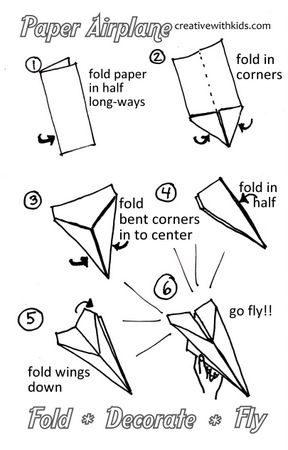 Paper Airplane creativewithkids.com
1
fold paper
in half
long-ways
2
fold in
corners
3
fold
bent corners
in to center
4
fold in
half
5
fold wings
down
6
go fly!!
Fold * Decorate * Fly